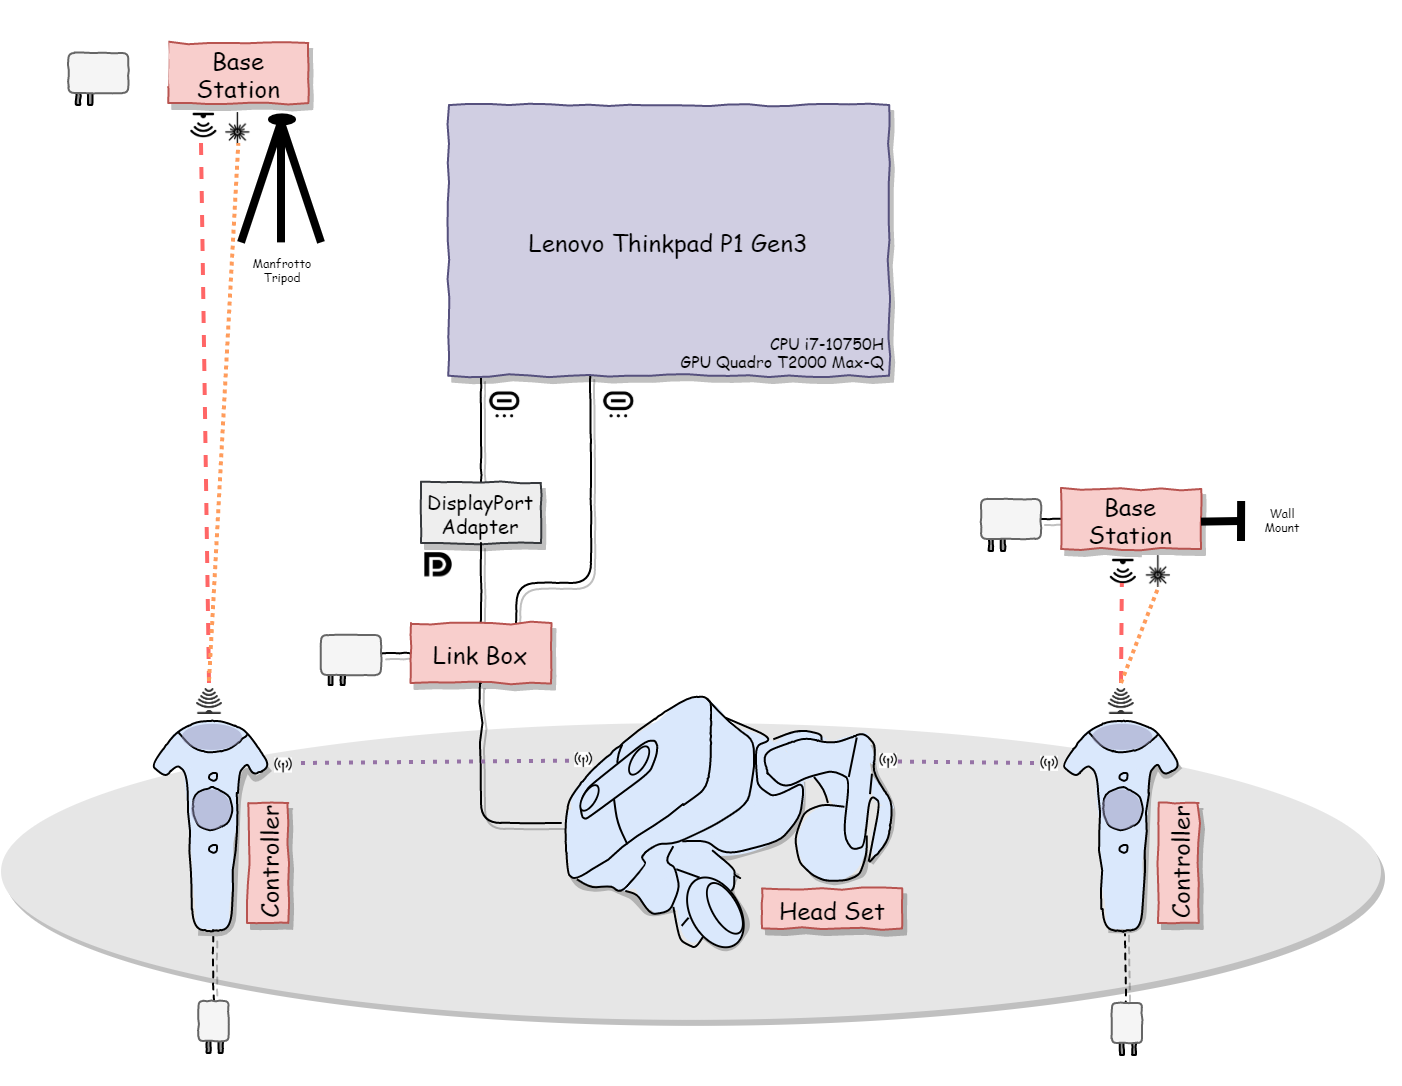 Base
Station
Manfrotto
Tripod
Lenovo Thinkpad P1 Gen3
CPU i7-10750H
GPU Quadro T2000 Max-Q
DisplayPort
Adapter
Base
Station
Wall
Mount
Link Box
Controller
Head Set
Controller